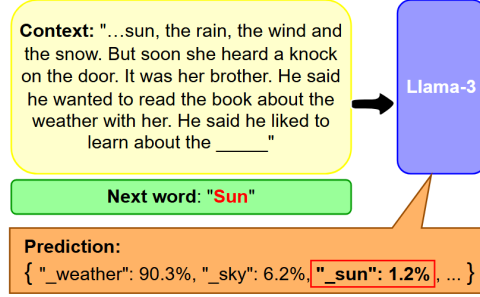 Context: "…sun, the rain, the wind and
the snow. But soon she heard a knock
on the door. It was her brother. He said
he wanted to read the book about the
weather with her. He said he liked to
learn about the _____"
Llama-3
Next word: "Sun"
Prediction:
{ "_weather": 90.3%, "_sky": 6.2%, "_sun": 1.2% , ... }